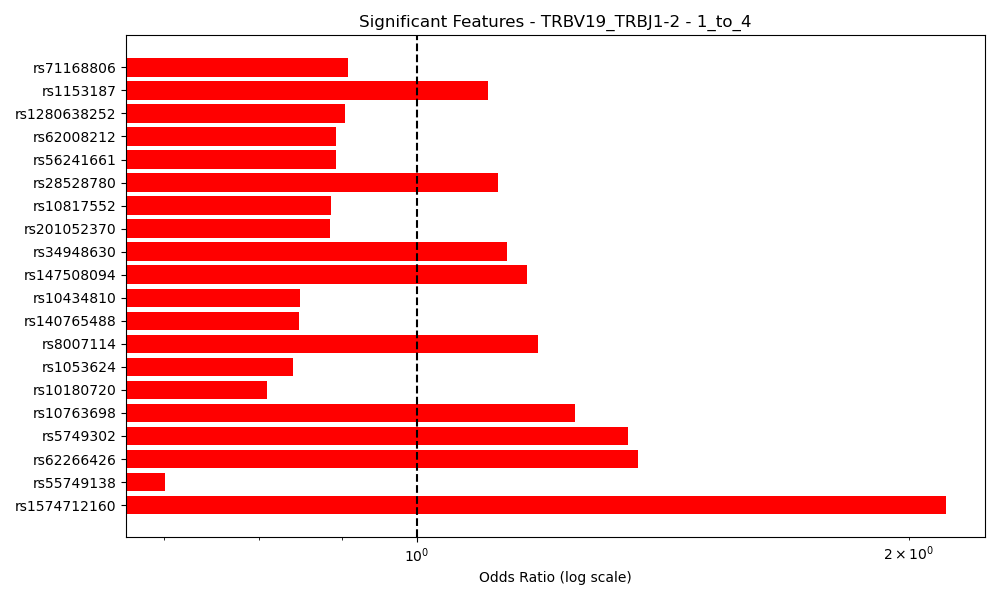 Significant Features - TRBV19_TRBJ1-2 - 1_to_4
rs71168806
rs1153187
rs1280638252
rs62008212
rs56241661
rs28528780
rs10817552
rs201052370
rs34948630
rs147508094
rs10434810
rs140765488
rs8007114
rs1053624
rs10180720
rs10763698
rs5749302
rs62266426
rs55749138
rs1574712160
10⁰ 2 × 10⁰
Odds Ratio (log scale)